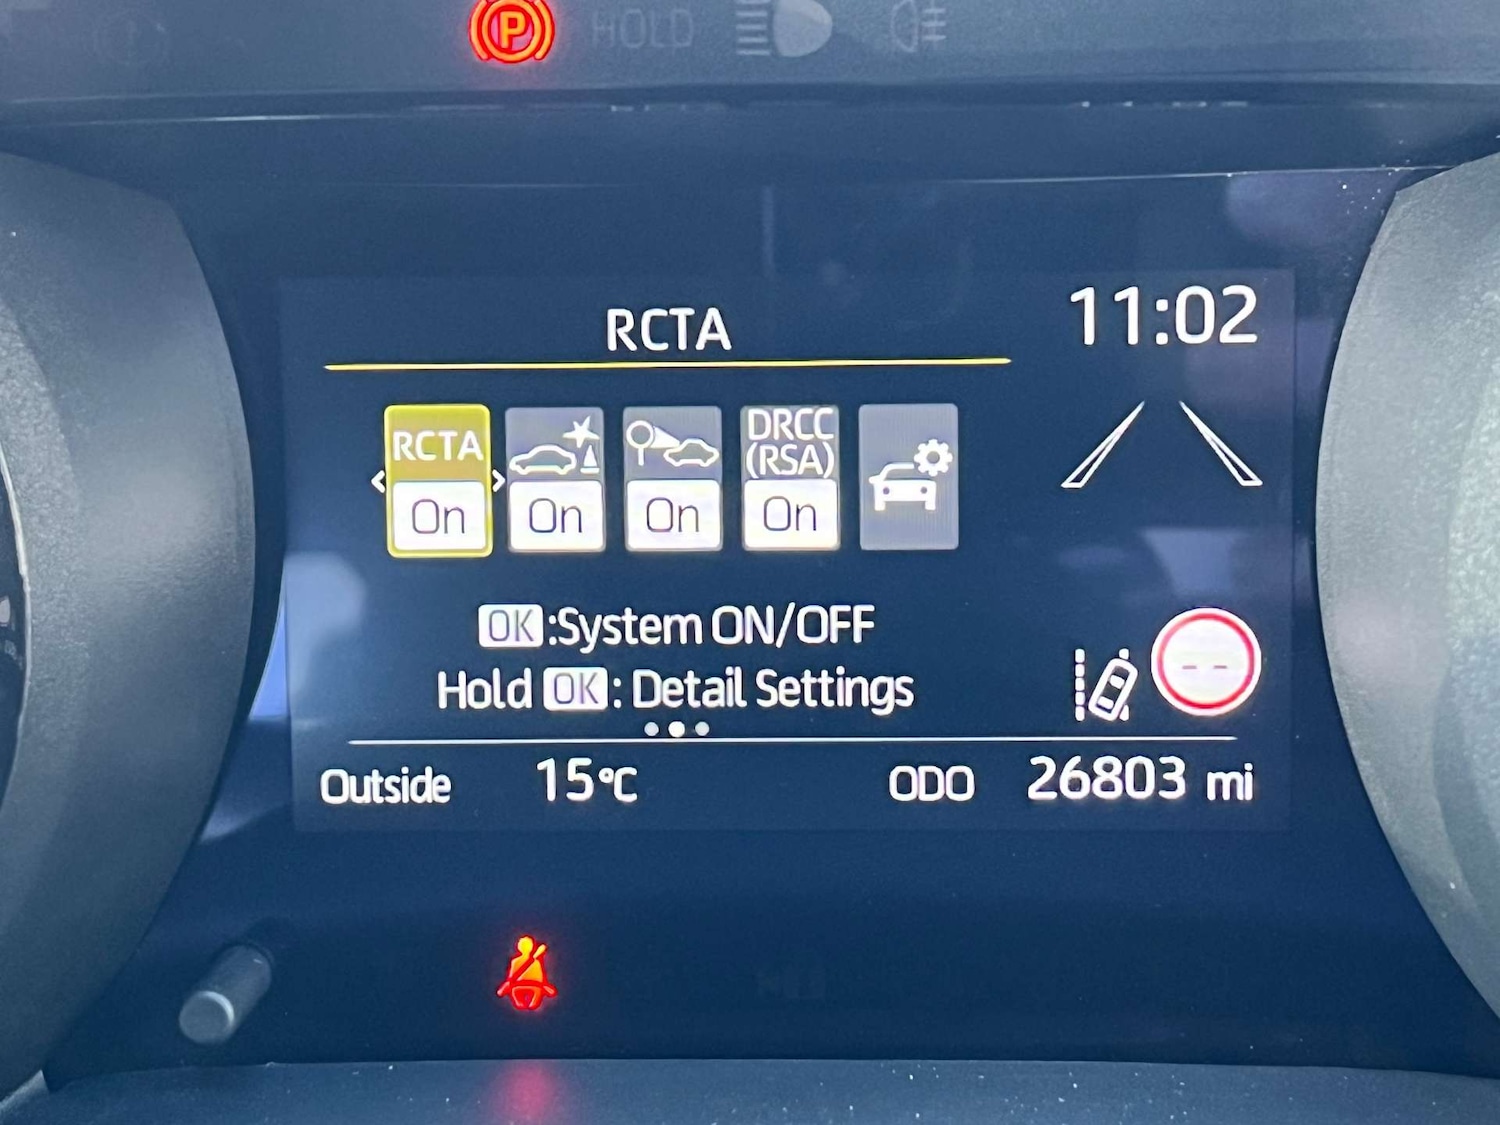 P HOLD
RCTA
11:02
RCTA
DRCC
(RSA)
On On On On
OK:System ON/OFF
Hold OK: Detail Settings
--
Outside 15°C ODO 26803 mi